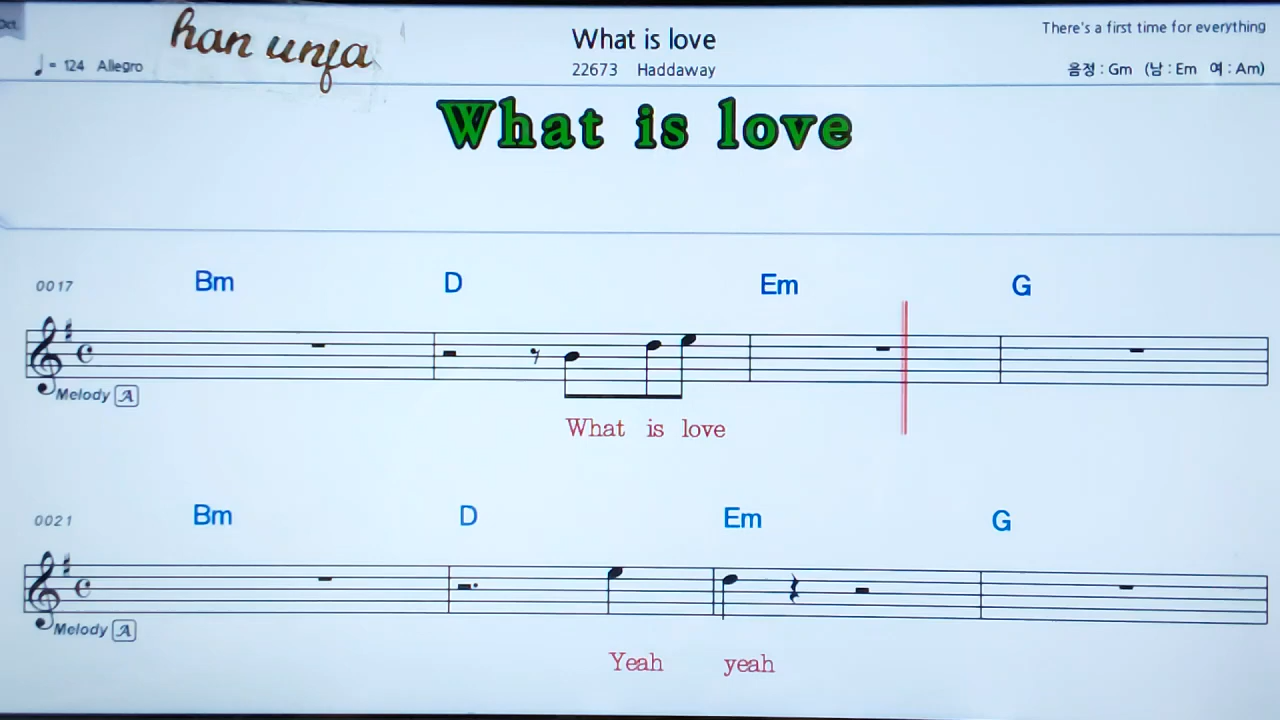 Oct.
han unja
♩ = 124 Allegro
What is love
22673 Haddaway
There's a first time for everything
음정 : Gm (남 : Em 여 : Am)
What is love
0017 Bm D Em G
Melody A
What is love
0021 Bm D Em G
Melody A
Yeah yeah